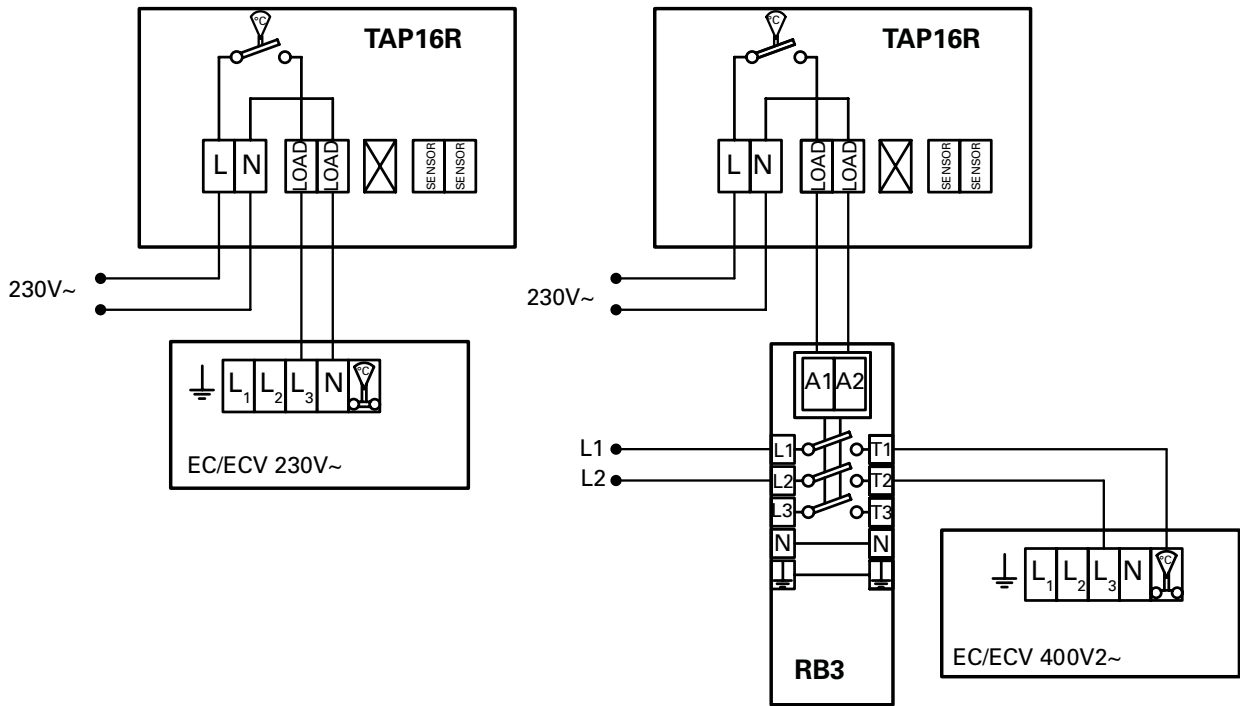 °C
TAP16R
L N LOAD LOAD SENSOR SENSOR
230V~
L1 L2 L3 N °C
EC/ECV 230V~
°C
TAP16R
L N LOAD LOAD SENSOR SENSOR
230V~
A1 A2
L1 L1 T1
L2 L2 T2
L3 T3
N N
RB3
L1 L2 L3 N °C
EC/ECV 400V2~